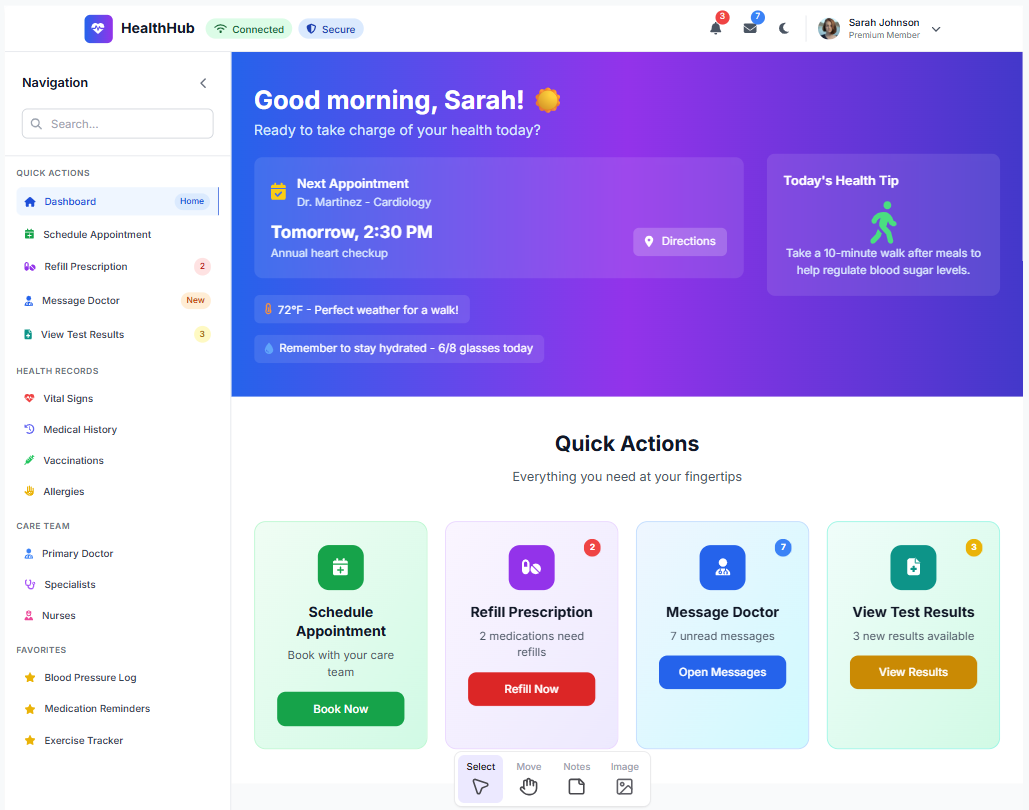 HealthHub
Connected
Secure
3
7
Sarah Johnson
Premium Member
Navigation
Search...
QUICK ACTIONS
Dashboard Home
Schedule Appointment
Refill Prescription 2
Message Doctor New
View Test Results 3
HEALTH RECORDS
Vital Signs
Medical History
Vaccinations
Allergies
CARE TEAM
Primary Doctor
Specialists
Nurses
FAVORITES
Blood Pressure Log
Medication Reminders
Exercise Tracker
Good morning, Sarah!
Ready to take charge of your health today?
Next Appointment
Dr. Martinez - Cardiology
Tomorrow, 2:30 PM
Annual heart checkup
Directions
72°F - Perfect weather for a walk!
Remember to stay hydrated - 6/8 glasses today
Today's Health Tip
Take a 10-minute walk after meals to
help regulate blood sugar levels.
Quick Actions
Everything you need at your fingertips
Schedule
Appointment
Book with your care
team
Book Now
2
Refill Prescription
2 medications need
refills
Refill Now
7
Message Doctor
7 unread messages
Open Messages
3
View Test Results
3 new results available
View Results
Select
Move
Notes
Image